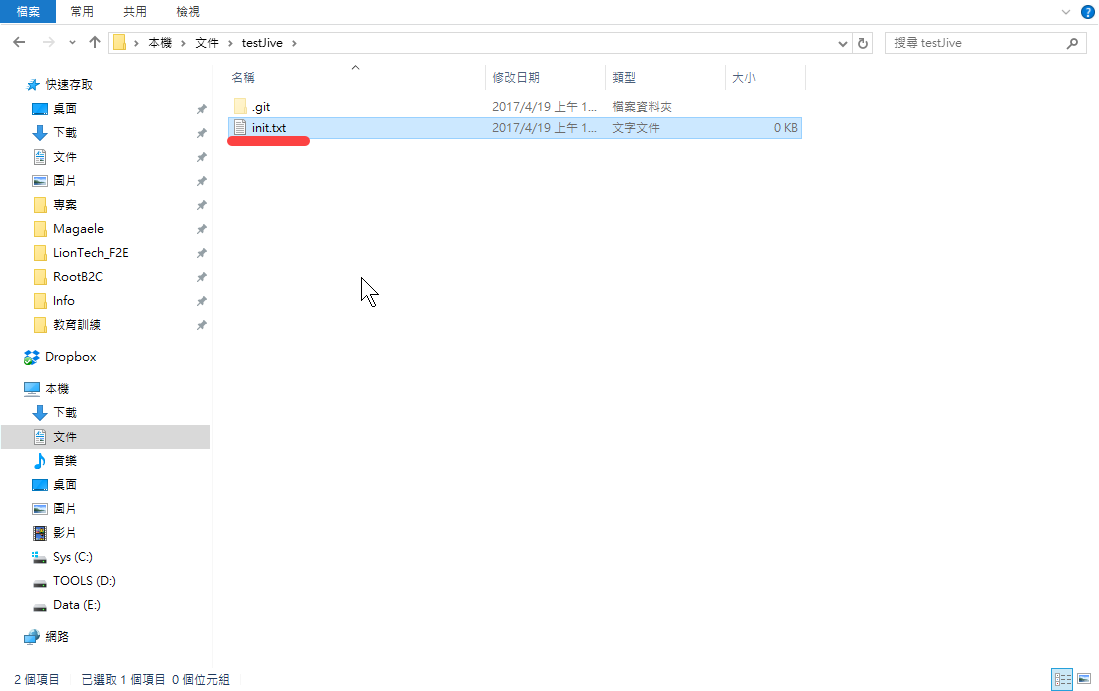 檔案 常用 共用 檢視
本機 文件 testJive 搜尋 testJive
名稱 修改日期 類型 大小
.git 2017/4/19 上午 1... 檔案資料夾
init.txt 2017/4/19 上午 1... 文字文件 0 KB
快速存取
桌面
下載
文件
圖片
專案
Magaele
LionTech_F2E
RootB2C
Info
教育訓練
Dropbox
本機
下載
文件
音樂
桌面
圖片
影片
Sys (C:)
TOOLS (D:)
Data (E:)
網路
2 個項目 已選取 1 個項目 0 個位元組